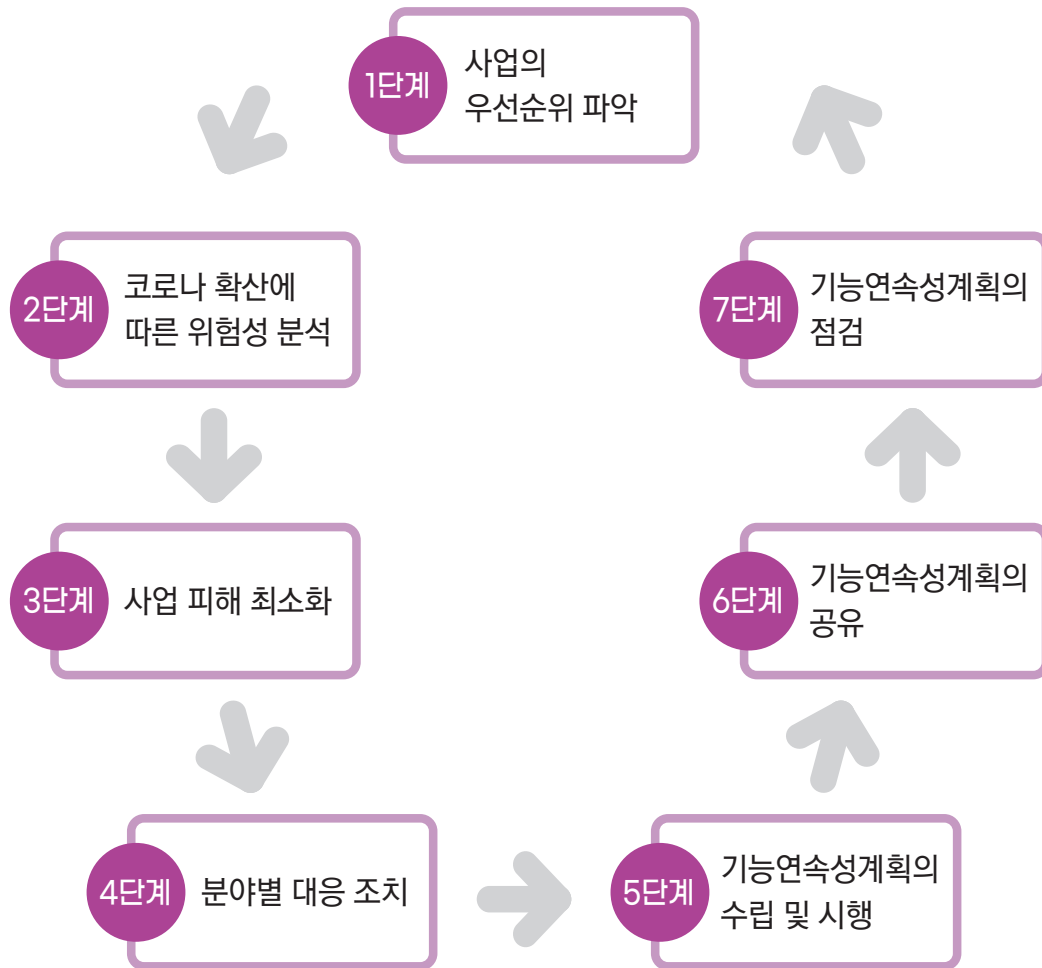 1단계
사업의
우선순위 파악
2단계
코로나 확산에
따른 위험성 분석
3단계
사업 피해 최소화
4단계
분야별 대응 조치
5단계
기능연속성계획의
수립 및 시행
6단계
기능연속성계획의
공유
7단계
기능연속성계획의
점검